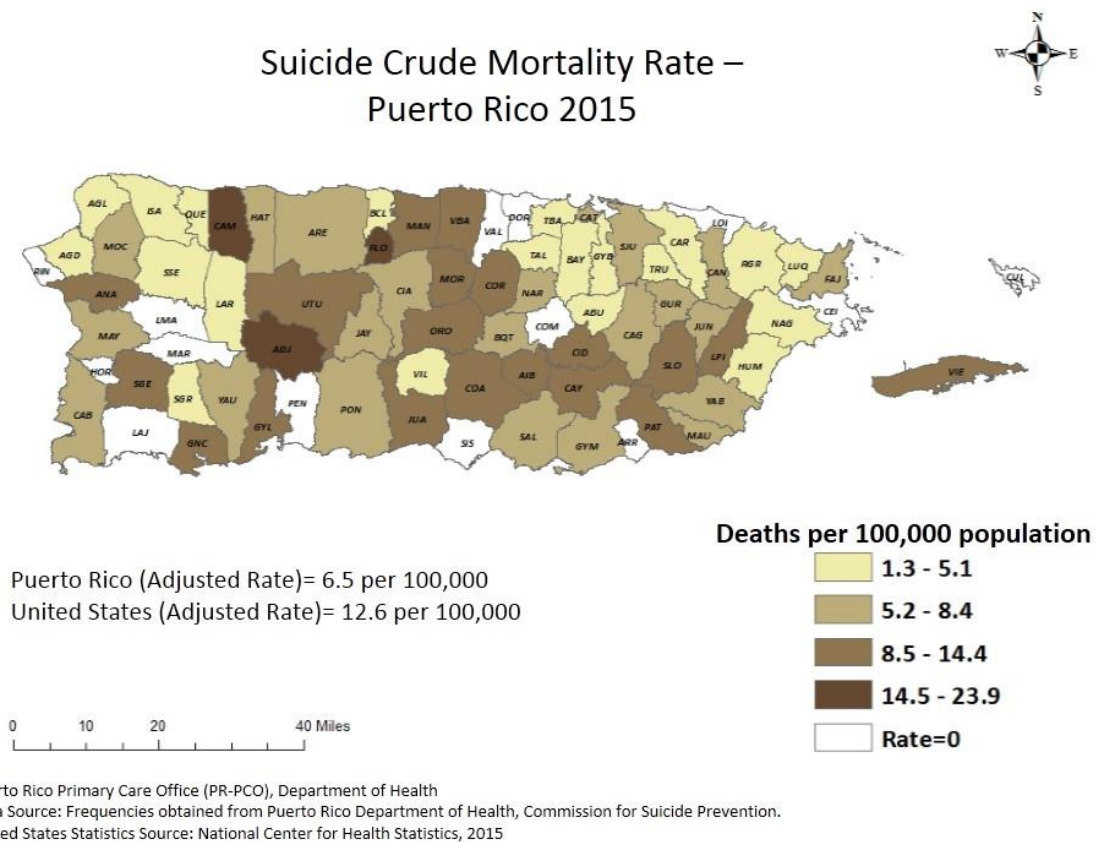 Suicide Crude Mortality Rate –
Puerto Rico 2015
N
W E
S
AGL
ISA
QUE
CAM
HAT
ARE
BCL
MAN
VBA
VAL
DOR
TBA
CAT
SJU
CAR
LOI
MOC
FLO
AGD
RIN
SSE
LAR
TAL
BAY
GYB
TRU
CAN
RGR
LUQ
FAJ
CUL
ANA
UTU
CIA
MOR
COR
NAR
GUR
CEI
LMA
MAY
JAY
ORO
BQT
COM
ABU
CAG
JUN
NAG
MAR
ADJ
CID
LPI
HOR
SGE
VIL
COA
AIB
CAY
SLO
HUM
VIE
CAB
SGR
YAU
PEN
PON
YAB
LAJ
GNC
GYL
JUA
SIS
SAL
GYM
ARR
PAT
MAU
Deaths per 100,000 population
1.3 - 5.1
5.2 - 8.4
8.5 - 14.4
14.5 - 23.9
Rate=0
Puerto Rico (Adjusted Rate)= 6.5 per 100,000
United States (Adjusted Rate)= 12.6 per 100,000
0 10 20 40 Miles
rto Rico Primary Care Office (PR-PCO), Department of Health
a Source: Frequencies obtained from Puerto Rico Department of Health, Commission for Suicide Prevention.
ed States Statistics Source: National Center for Health Statistics, 2015